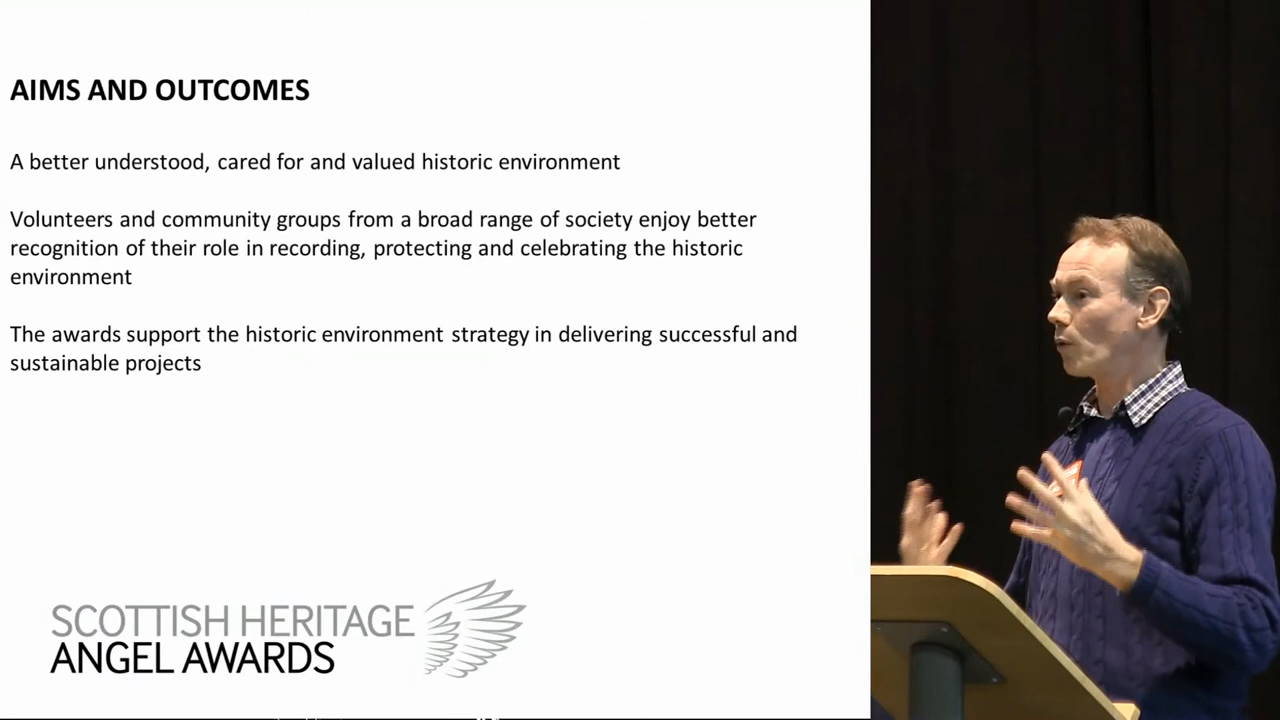 AIMS AND OUTCOMES
A better understood, cared for and valued historic environment
Volunteers and community groups from a broad range of society enjoy better
recognition of their role in recording, protecting and celebrating the historic
environment
The awards support the historic environment strategy in delivering successful and
sustainable projects
SCOTTISH HERITAGE
ANGEL AWARDS